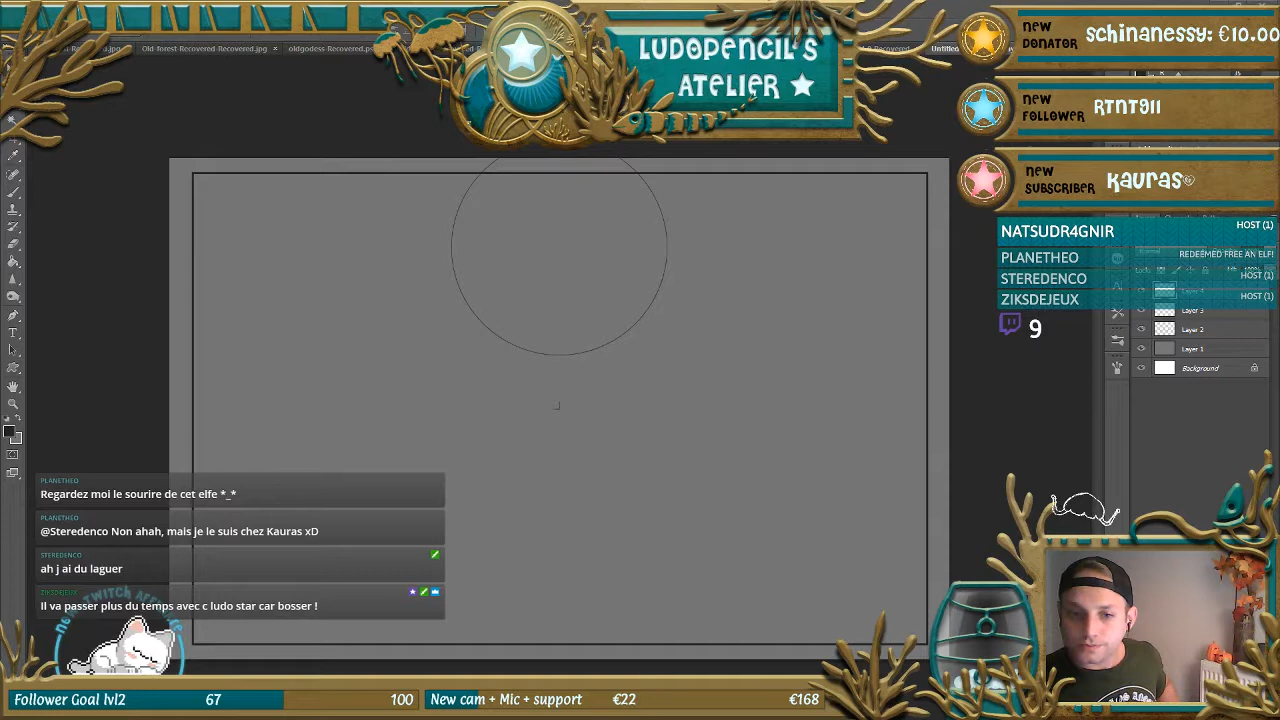 LUDOPENCIL'S
ATELIER
Old-forest-Recovered-Recovered.jpg
new
DONATOR
schinanessy: €10.00
new
FOLLOWER
RTNT911
new
SUBSCRIBER
Kauras
NATSUDR4GNIR HOST (1)
PLANETHEO REDEEMED FREE AN ELF!
STEREDENCO HOST (1)
ZIKSDEJEUX HOST (1)
9
Layer 3
Layer 2
Layer 1
Background
PLANETHEO
Regardez moi le sourire de cet elfe *_*
PLANETHEO
@Steredenco Non ahah, mais je le suis chez Kauras xD
STEREDENCO
ah j ai du laguer
ZIKSDEJEUX
Il va passer plus du temps avec c ludo star car bosser !
Follower Goal lvl2 67 100
New cam + Mic + support €22 €168